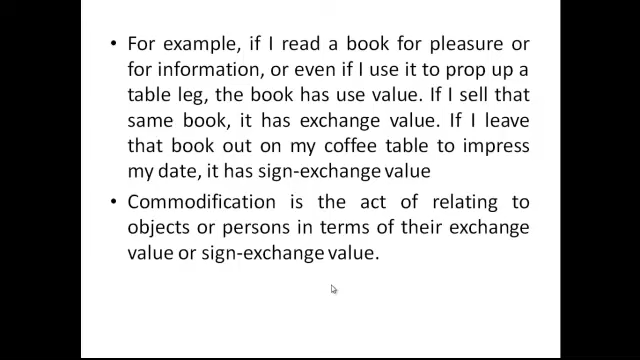 • For example, if I read a book for pleasure or
for information, or even if I use it to prop up a
table leg, the book has use value. If I sell that
same book, it has exchange value. If I leave
that book out on my coffee table to impress
my date, it has sign-exchange value
• Commodification is the act of relating to
objects or persons in terms of their exchange
value or sign-exchange value.